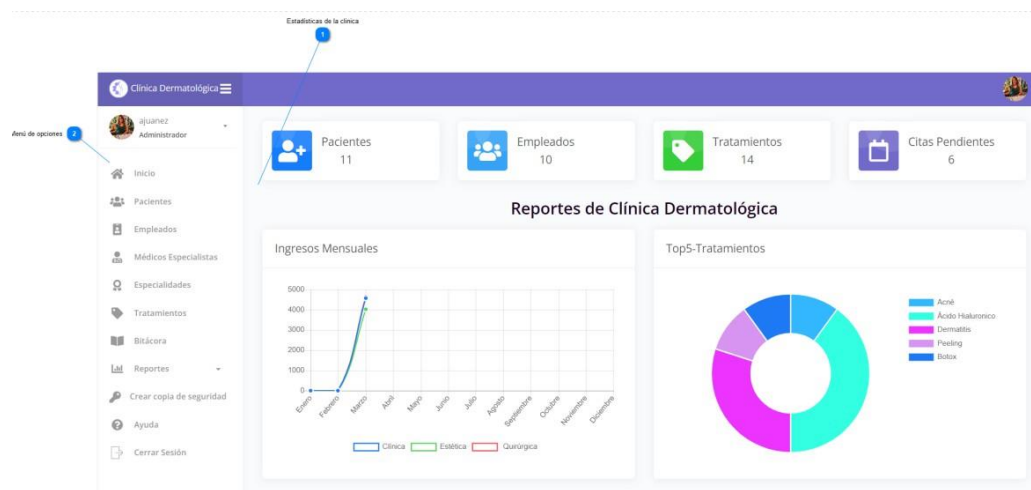 Estadísticas de la clínica
1
Clínica Dermatológica
ajuanez
Administrador
Menú de opciones
2
Inicio
Pacientes
Empleados
Médicos Especialistas
Especialidades
Tratamientos
Bitácora
Reportes
Crear copia de seguridad
Ayuda
Cerrar Sesión
Pacientes
11
Empleados
10
Tratamientos
14
Citas Pendientes
6
Reportes de Clínica Dermatológica
Ingresos Mensuales
5000
4000
3000
2000
1000
0
Enero
Febrero
Marzo
Abril
Mayo
Junio
Julio
Agosto
Septiembre
Octubre
Noviembre
Diciembre
Clínica
Estética
Quirúrgica
Top5-Tratamientos
Acné
Ácido Hialuronico
Dermatitis
Peeling
Botox